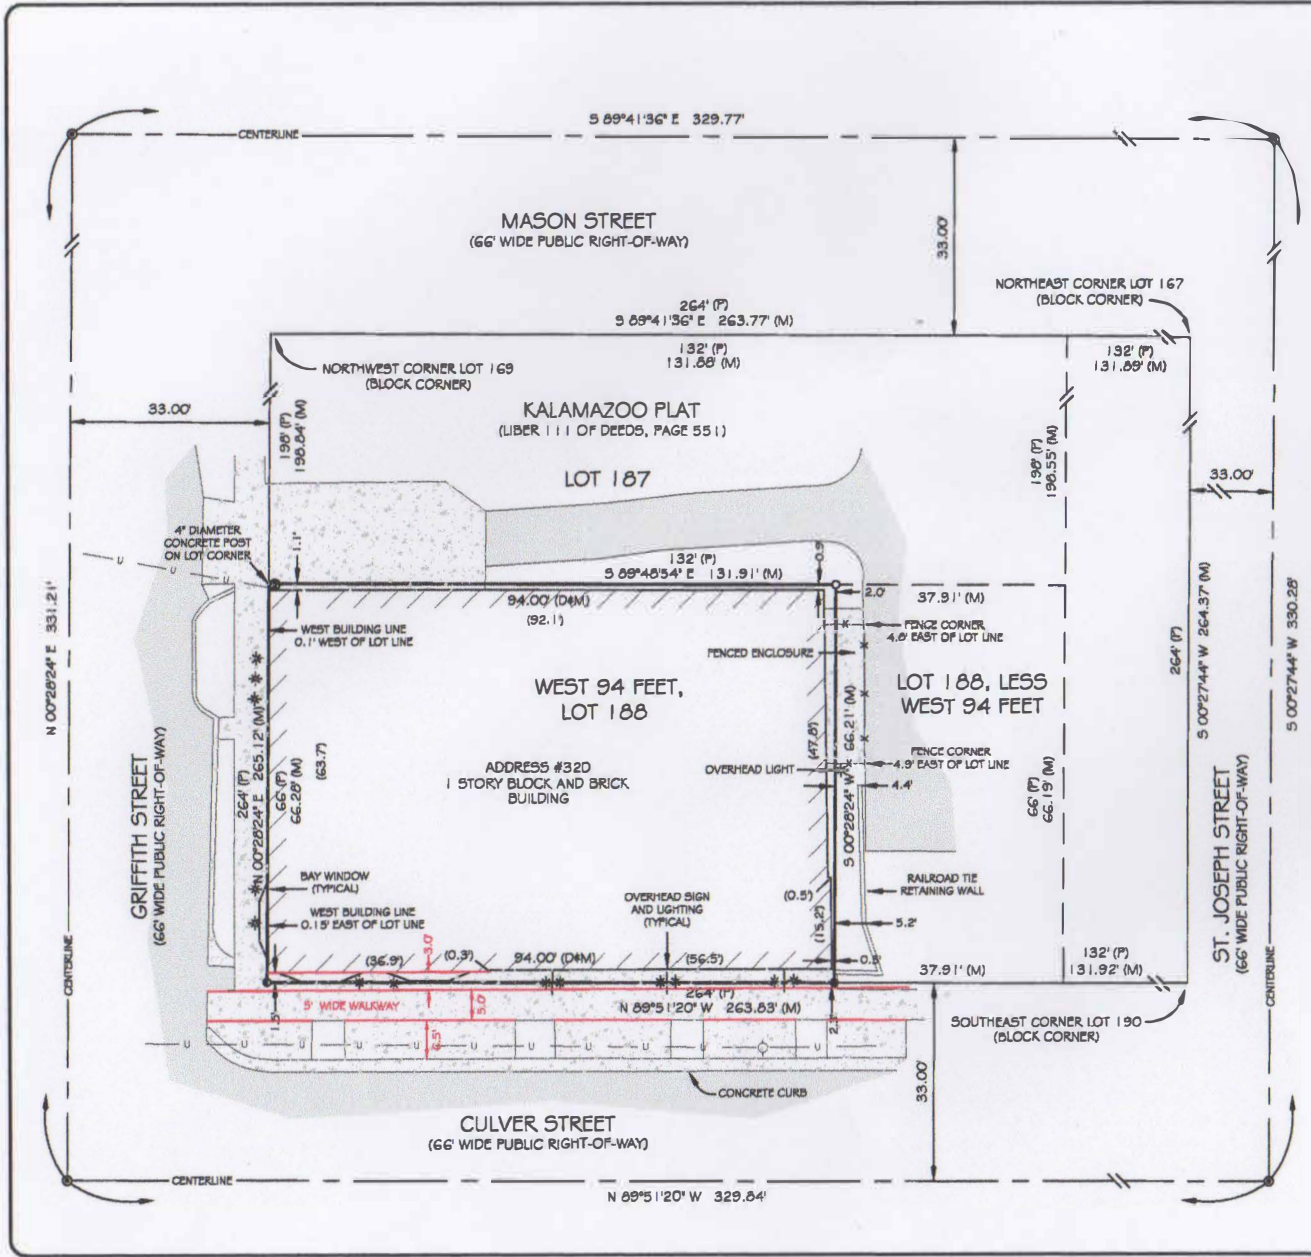 S 89°41'36" E 329.77'
CENTERLINE
MASON STREET
(66' WIDE PUBLIC RIGHT-OF-WAY)
33.00'
NORTHEAST CORNER LOT 167
(BLOCK CORNER)
264' (P)
S 89°41'36" E 263.77' (M)
132' (P)
131.88' (M)
132' (P)
131.89' (M)
NORTHWEST CORNER LOT 169
(BLOCK CORNER)
33.00'
198' (P)
198.84' (M)
KALAMAZOO PLAT
(LIBER 111 OF DEEDS, PAGE 551)
LOT 187
198' (P)
198.55' (M)
33.00'
4" DIAMETER
CONCRETE POST
ON LOT CORNER
1.1'
132' (P)
S 89°48'54" E 131.91' (M)
0.9'
U
U
94.00' (D&M)
(92.1')
2.0'
37.91' (M)
WEST BUILDING LINE
0.1' WEST OF LOT LINE
FENCE CORNER
4.8' EAST OF LOT LINE
FENCED ENCLOSURE
N 00°28'24" E 331.21'
264' (P)
S 00°27'44" W 264.37' (M)
S 00°27'44" W 330.28'
WEST 94 FEET,
LOT 188
LOT 188, LESS
WEST 94 FEET
264' (P)
N 00°28'24" E 265.12' (M)
66' (P)
66.28' (M)
(63.7')
(47.8')
66.21' (M)
S 00°28'24" W
FENCE CORNER
4.9' EAST OF LOT LINE
ADDRESS #320
1 STORY BLOCK AND BRICK
BUILDING
OVERHEAD LIGHT
4.4'
66' (P)
66.19' (M)
GRIFFITH STREET
(66' WIDE PUBLIC RIGHT-OF-WAY)
ST. JOSEPH STREET
(66' WIDE PUBLIC RIGHT-OF-WAY)
BAY WINDOW
(TYPICAL)
OVERHEAD SIGN
AND LIGHTING
(TYPICAL)
RAILROAD TIE
RETAINING WALL
(0.5')
WEST BUILDING LINE
0.15' EAST OF LOT LINE
(15.2')
5.2'
CENTERLINE
3.0'
(36.9')
(0.3')
94.00' (D&M)
(56.5')
0.5'
37.91' (M)
132' (P)
131.92' (M)
CENTERLINE
1.5'
5' WIDE WALKWAY
5.0'
264' (P)
N 89°51'20" W 263.83' (M)
2.3'
SOUTHEAST CORNER LOT 190
(BLOCK CORNER)
6.5'
U
U
U
U
U
33.00'
CONCRETE CURB
CULVER STREET
(66' WIDE PUBLIC RIGHT-OF-WAY)
CENTERLINE
N 89°51'20" W 329.84'